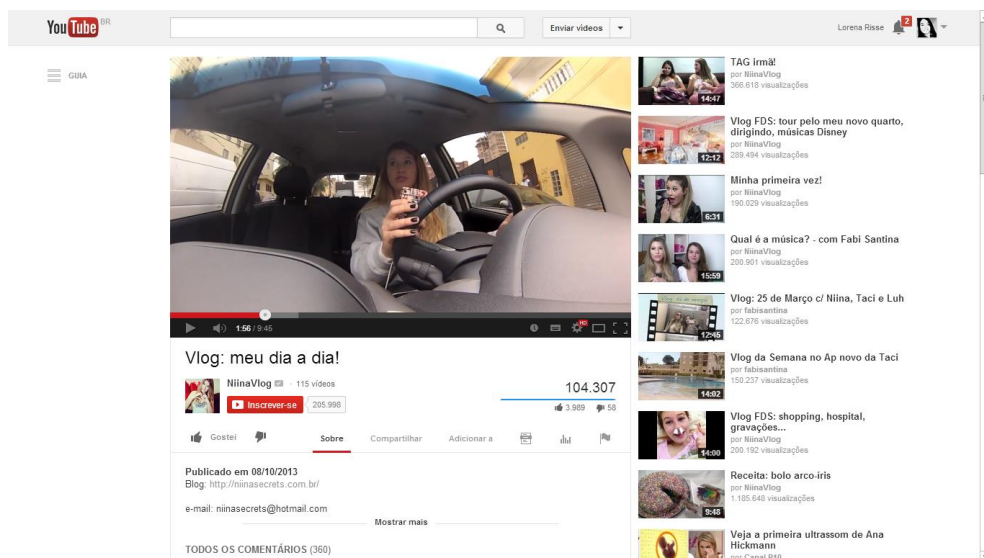 YouTube BR
Enviar vídeos
Lorena Risse
2
GUIA
1:56 / 9:45
HD
Vlog: meu dia a dia!
NiinaVlog · 115 vídeos
Inscrever-se 205.998
104.307
3.989 58
Gostei
Sobre Compartilhar Adicionar a
Publicado em 08/10/2013
Blog: http://niinasecrets.com.br/
e-mail: niinasecrets@hotmail.com
Mostrar mais
TODOS OS COMENTÁRIOS (360)
14:47
TAG irmã!
por NiinaVlog
366.618 visualizações
12:12
Vlog FDS: tour pelo meu novo quarto,
dirigindo, músicas Disney
por NiinaVlog
289.494 visualizações
6:31
Minha primeira vez!
por NiinaVlog
190.029 visualizações
15:59
Qual é a música? - com Fabi Santina
por NiinaVlog
200.901 visualizações
12:45
Vlog: 25 de Março c/ Niina, Taci e Luh
por fabisantina
122.676 visualizações
14:02
Vlog da Semana no Ap novo da Taci
por fabisantina
150.237 visualizações
14:00
Vlog FDS: shopping, hospital,
gravações...
por NiinaVlog
200.192 visualizações
9:48
Receita: bolo arco-iris
por NiinaVlog
1.185.648 visualizações
Veja a primeira ultrassom de Ana
Hickmann
por Canal